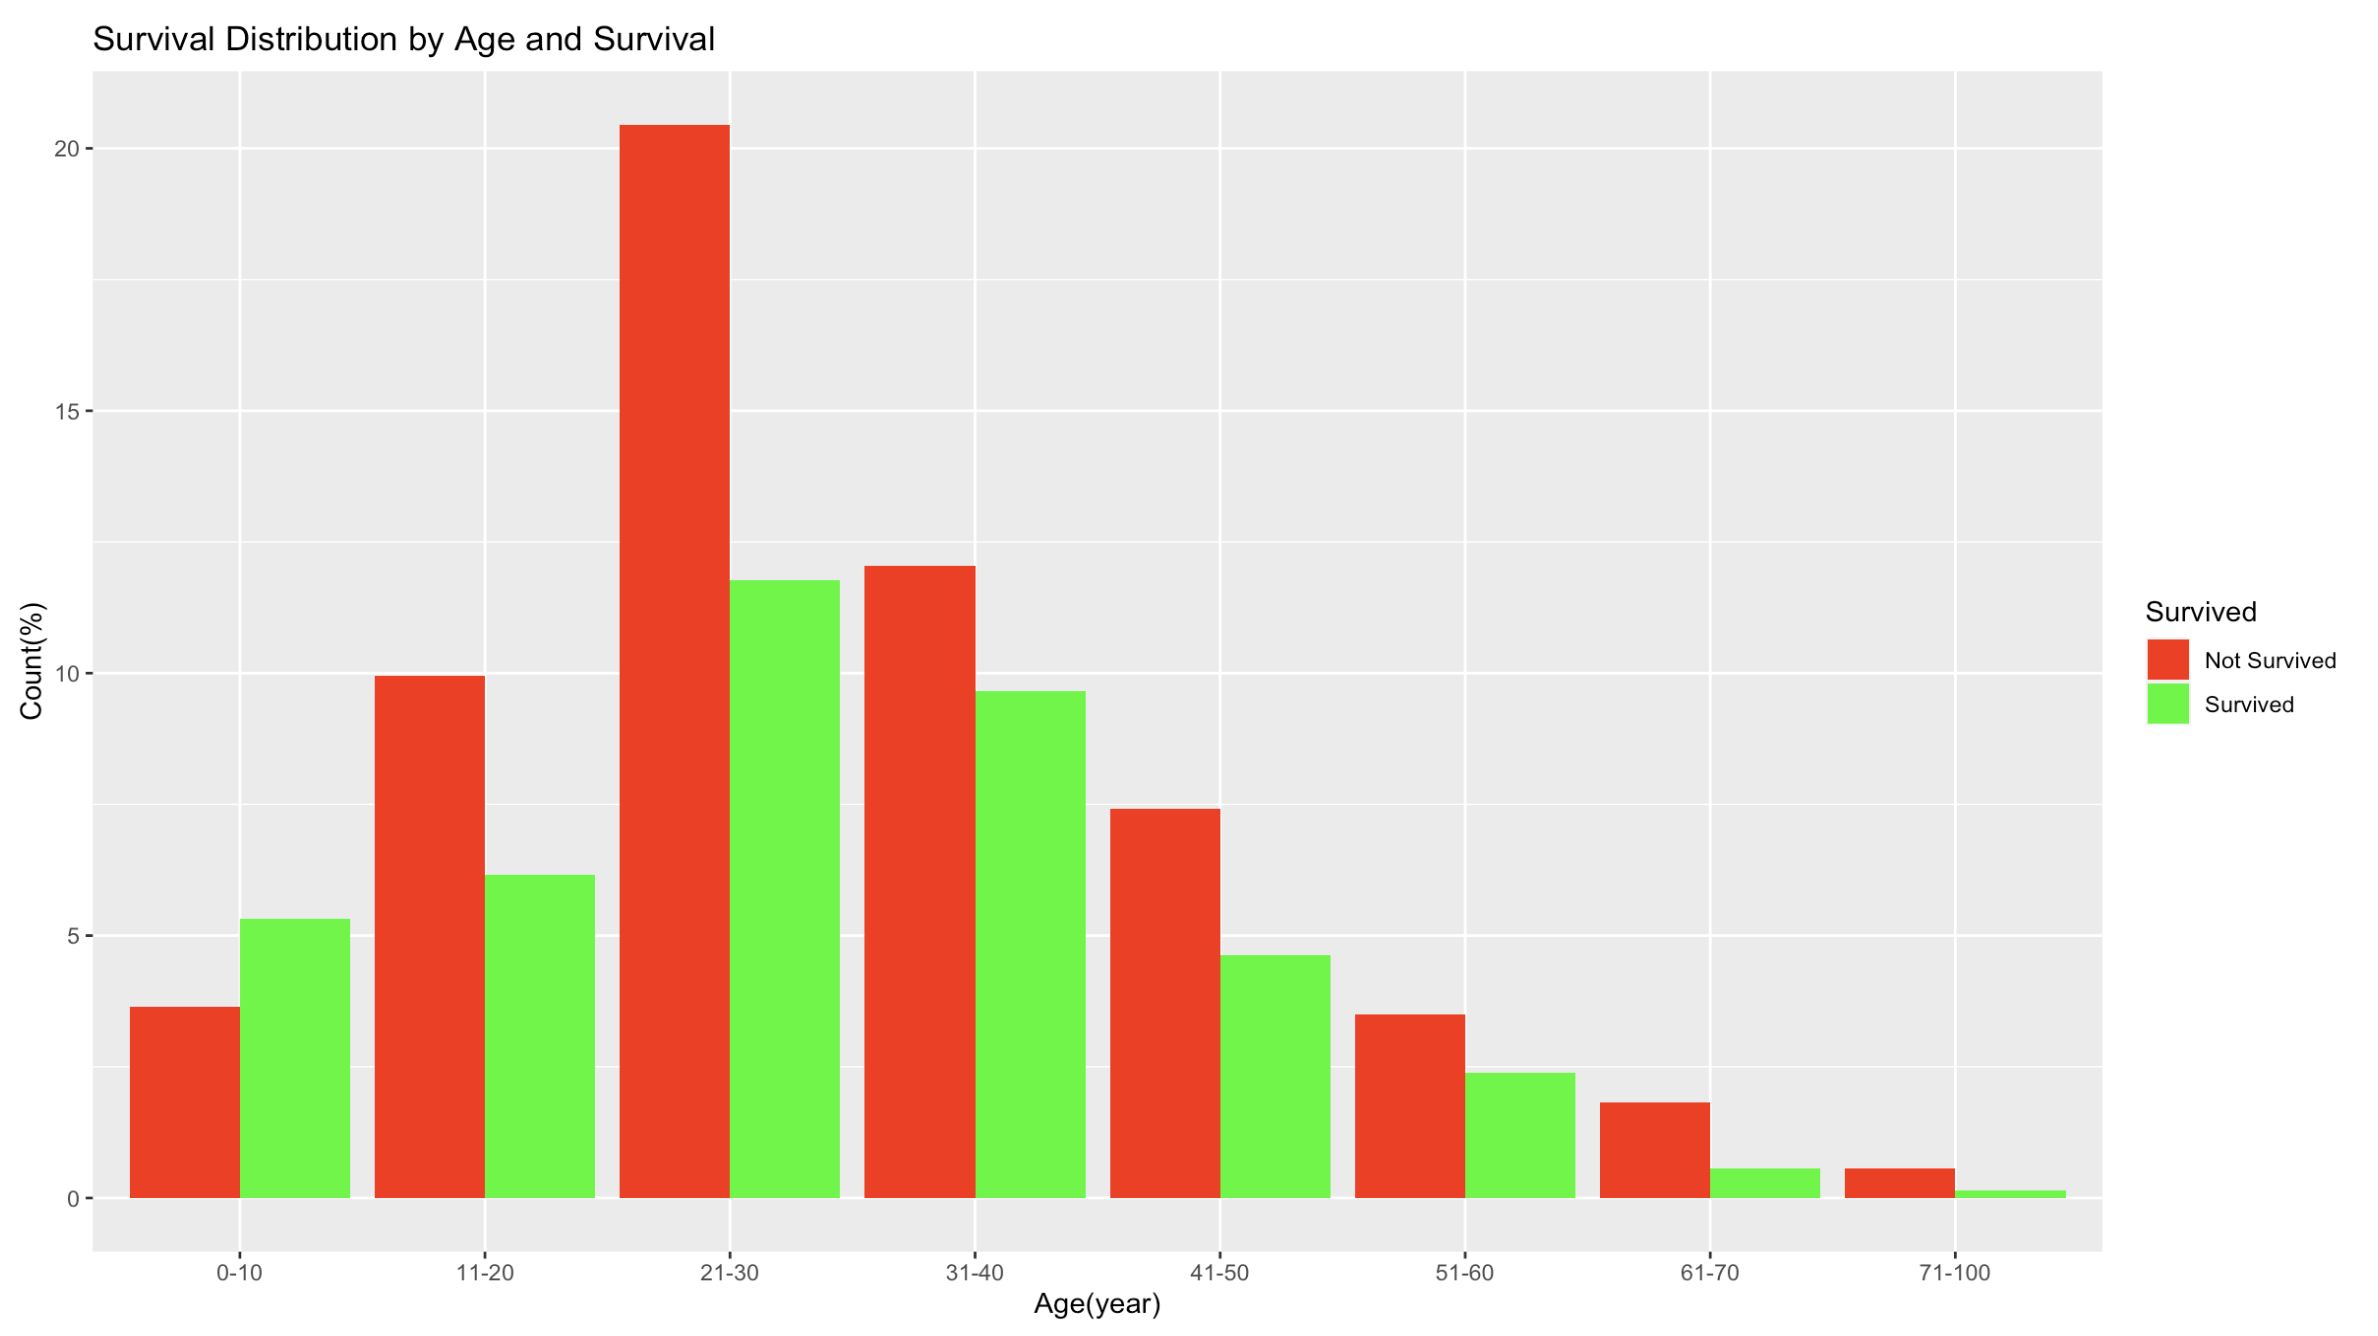 Survival Distribution by Age and Survival
20
15
10
5
0
Count(%)
0-10 11-20 21-30 31-40 41-50 51-60 61-70 71-100
Age(year)
Survived
Not Survived
Survived